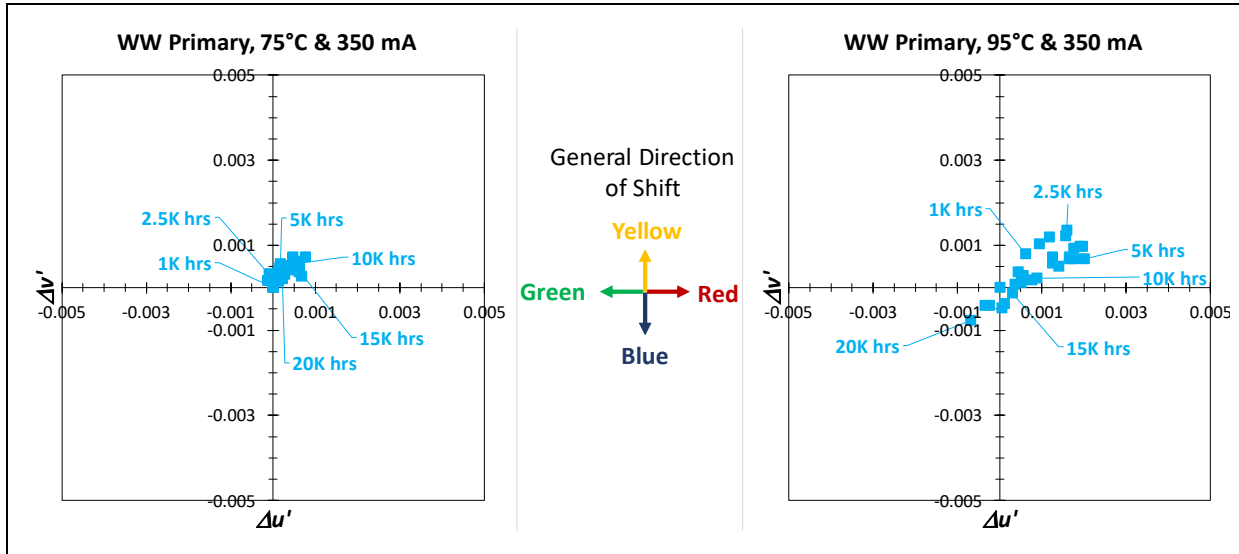 WW Primary, 75°C & 350 mA
0.005
0.003
0.001
-0.001
-0.003
-0.005
-0.005 -0.003 -0.001 0.001 0.003 0.005
2.5K hrs
5K hrs
1K hrs
10K hrs
15K hrs
20K hrs
Δv'
Δu'
General Direction
of Shift
Yellow
Green
Red
Blue
WW Primary, 95°C & 350 mA
0.005
0.003
0.001
-0.001
-0.003
-0.005
-0.005 -0.003 -0.001 0.001 0.003 0.005
2.5K hrs
1K hrs
5K hrs
10K hrs
15K hrs
20K hrs
Δv'
Δu'